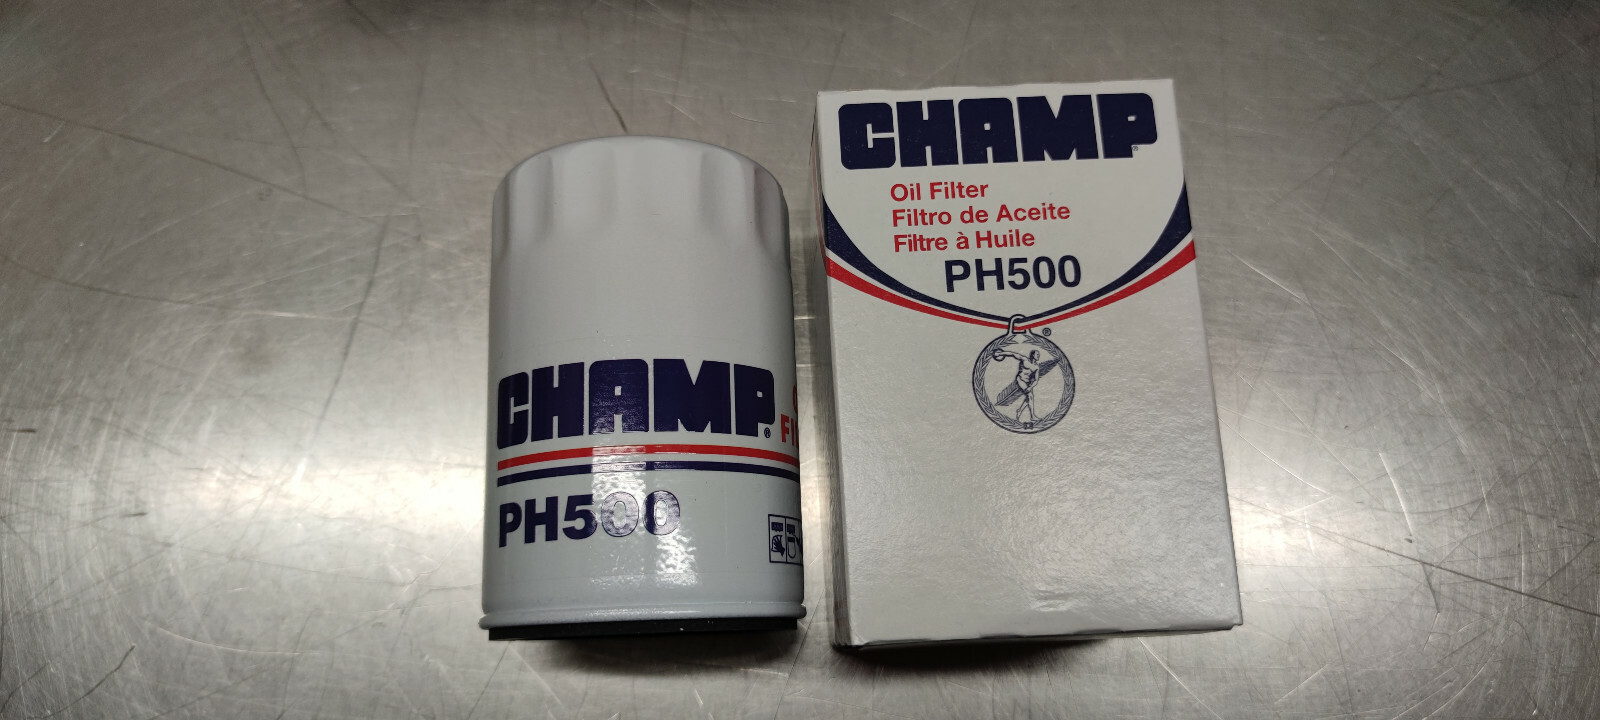 CHAMP®
PH500
CHAMP®
Oil Filter
Filtro de Aceite
Filtre à Huile
PH500
®